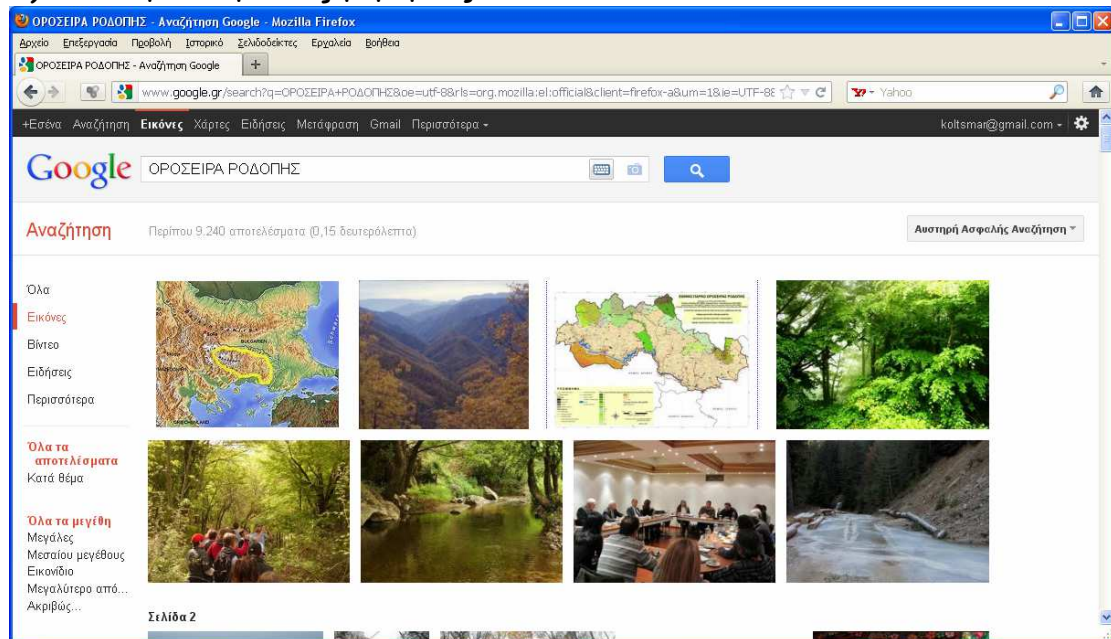 ΟΡΟΣΕΙΡΑ ΡΟΔΟΠΗΣ - Αναζήτηση Google - Mozilla Firefox
Αρχείο Επεξεργασία Προβολή Ιστορικό Σελιδοδείκτες Εργαλεία Βοήθεια
ΟΡΟΣΕΙΡΑ ΡΟΔΟΠΗΣ - Αναζήτηση Google +
www.google.gr/search?q=ΟΡΟΣΕΙΡΑ+ΡΟΔΟΠΗΣ&oe=utf-8&rls=org.mozilla:el:official&client=firefox-a&um=1&ie=UTF-8& Yahoo
+Εσένα Αναζήτηση Εικόνες Χάρτες Ειδήσεις Μετάφραση Gmail Περισσότερα koltsmar@gmail.com
Google ΟΡΟΣΕΙΡΑ ΡΟΔΟΠΗΣ
Αναζήτηση Περίπου 9.240 αποτελέσματα (0,15 δευτερόλεπτα) Αυστηρή Ασφαλής Αναζήτηση
Όλα
Εικόνες
Βίντεο
Ειδήσεις
Περισσότερα
BULGARIEN
GRIECHENLAND
Όλα τα
αποτελέσματα
Κατά θέμα
Όλα τα μεγέθη
Μεγάλες
Μεσαίου μεγέθους
Εικονίδιο
Μεγαλύτερο από...
Ακριβώς...
Σελίδα 2